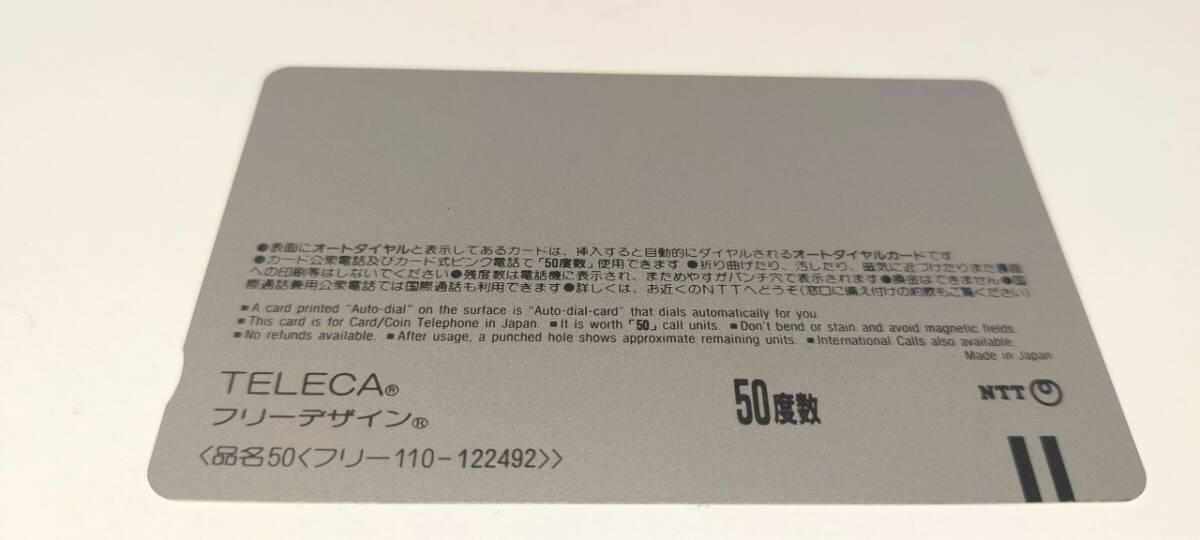 ●表面にオートダイヤルと表示してあるカードは、挿入すると自動的にダイヤルされるオートダイヤルカードです
●カード公衆電話及びカード式ピンク電話で「50度数」使用できます ●折り曲げたり、汚したり、磁気に近づけたりまた裏面
への印刷等はしないでください ●残度数は電話機に表示され、まためやすがパンチ穴で表示されます ●換金はできません ●国
際通話兼用公衆電話では国際通話も利用できます ●詳しくは、お近くのNTTへどうぞ(窓口に備え付けの約款もご覧ください)
■A card printed "Auto-dial" on the surface is "Auto-dial-card" that dials automatically for you.
■This card is for Card/Coin Telephone in Japan. ■It is worth「50」call units. ■Don't bend or stain and avoid magnetic fields.
■No refunds available. ■After usage, a punched hole shows approximate remaining units. ■International Calls also available.
Made in Japan
TELECA®
フリーデザイン®
50度数
NTT
〈品名50〈フリー110-122492〉〉